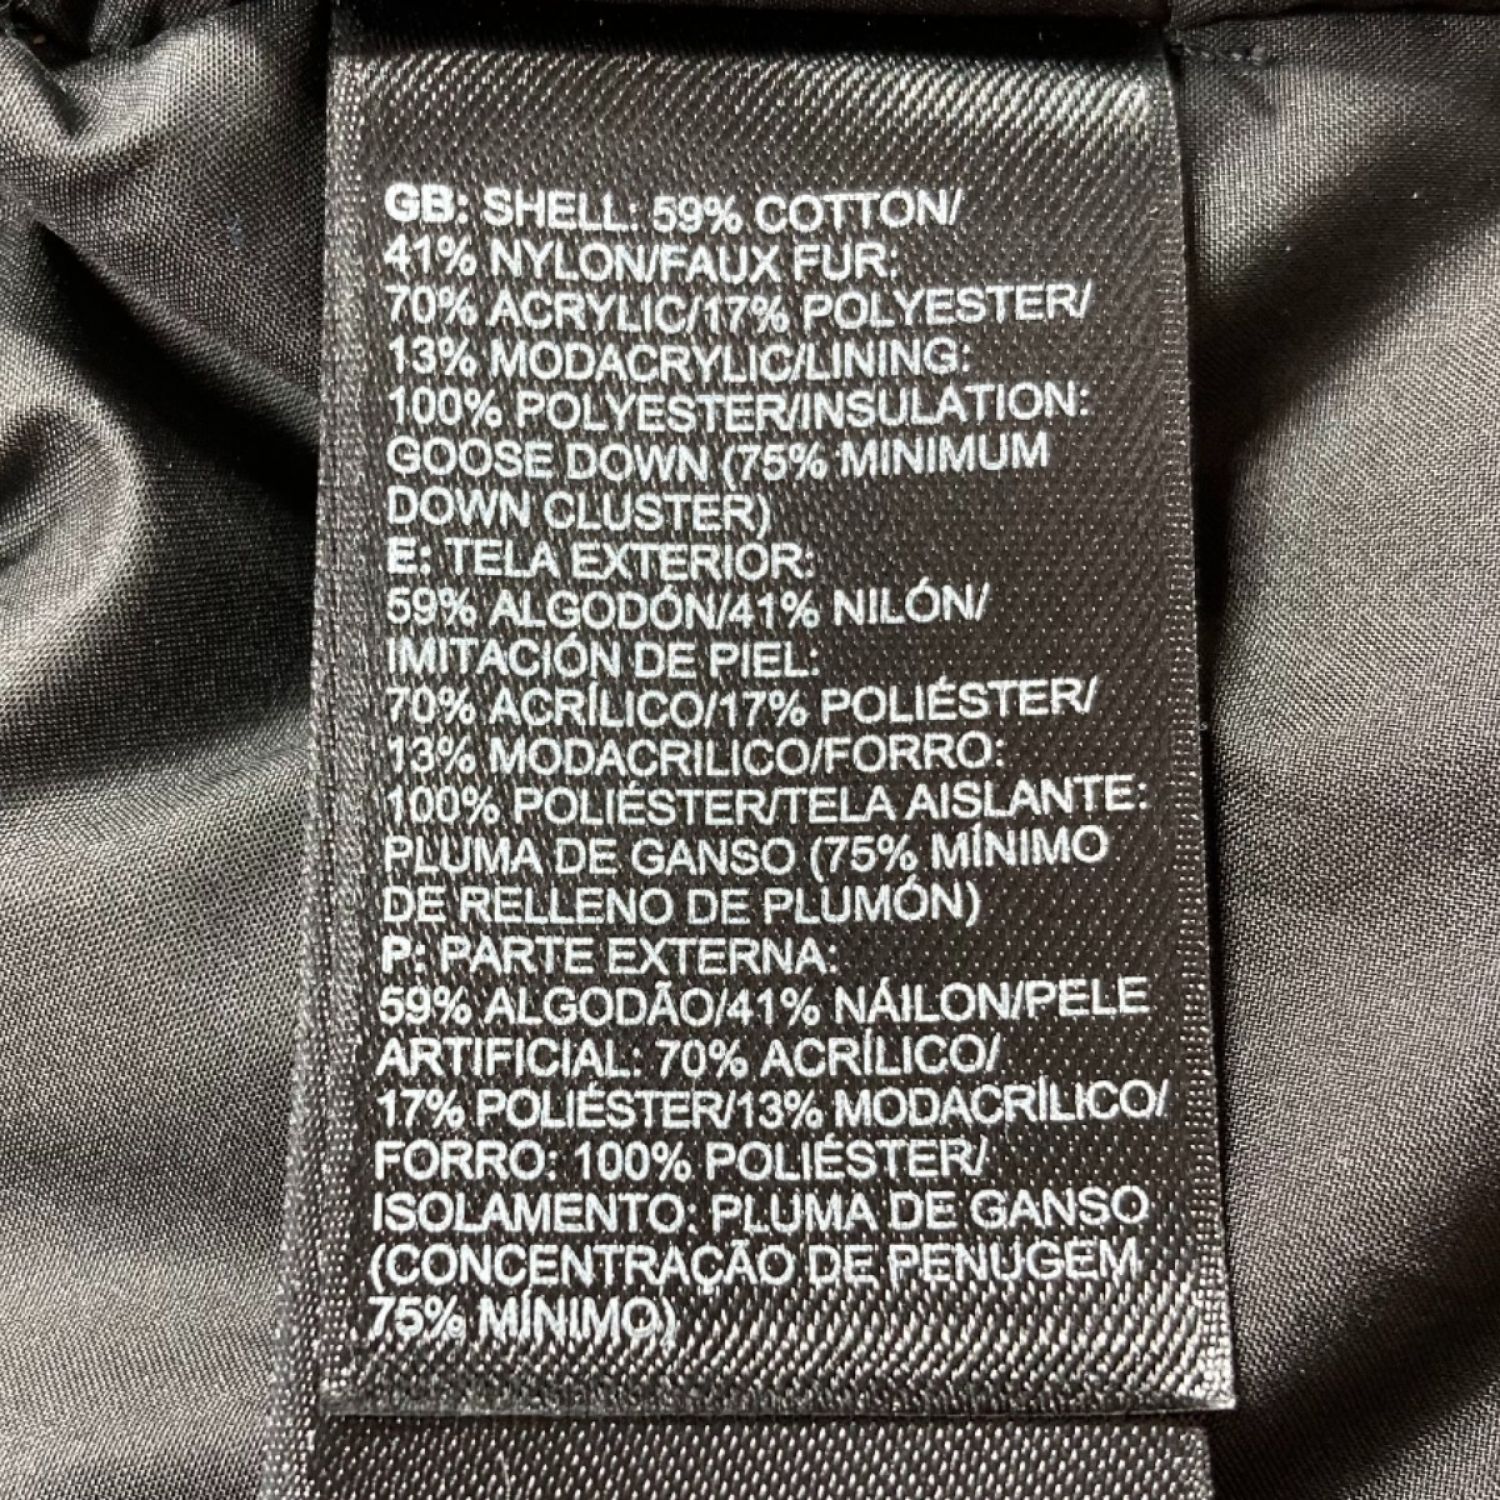 GB: SHELL: 59% COTTON/
41% NYLON/FAUX FUR:
70% ACRYLIC/17% POLYESTER/
13% MODACRYLIC/LINING:
100% POLYESTER/INSULATION:
GOOSE DOWN (75% MINIMUM
DOWN CLUSTER)
E: TELA EXTERIOR:
59% ALGODÓN/41% NILÓN/
IMITACIÓN DE PIEL:
70% ACRÍLICO/17% POLIÉSTER/
13% MODACRILICO/FORRO:
100% POLIÉSTER/TELA AISLANTE:
PLUMA DE GANSO (75% MÍNIMO
DE RELLENO DE PLUMÓN)
P: PARTE EXTERNA:
59% ALGODÃO/41% NÁILON/PELE
ARTIFICIAL: 70% ACRÍLICO/
17% POLIÉSTER/13% MODACRÍLICO/
FORRO: 100% POLIÉSTER/
ISOLAMENTO: PLUMA DE GANSO
(CONCENTRAÇÃO DE PENUGEM
75% MÍNIMO)